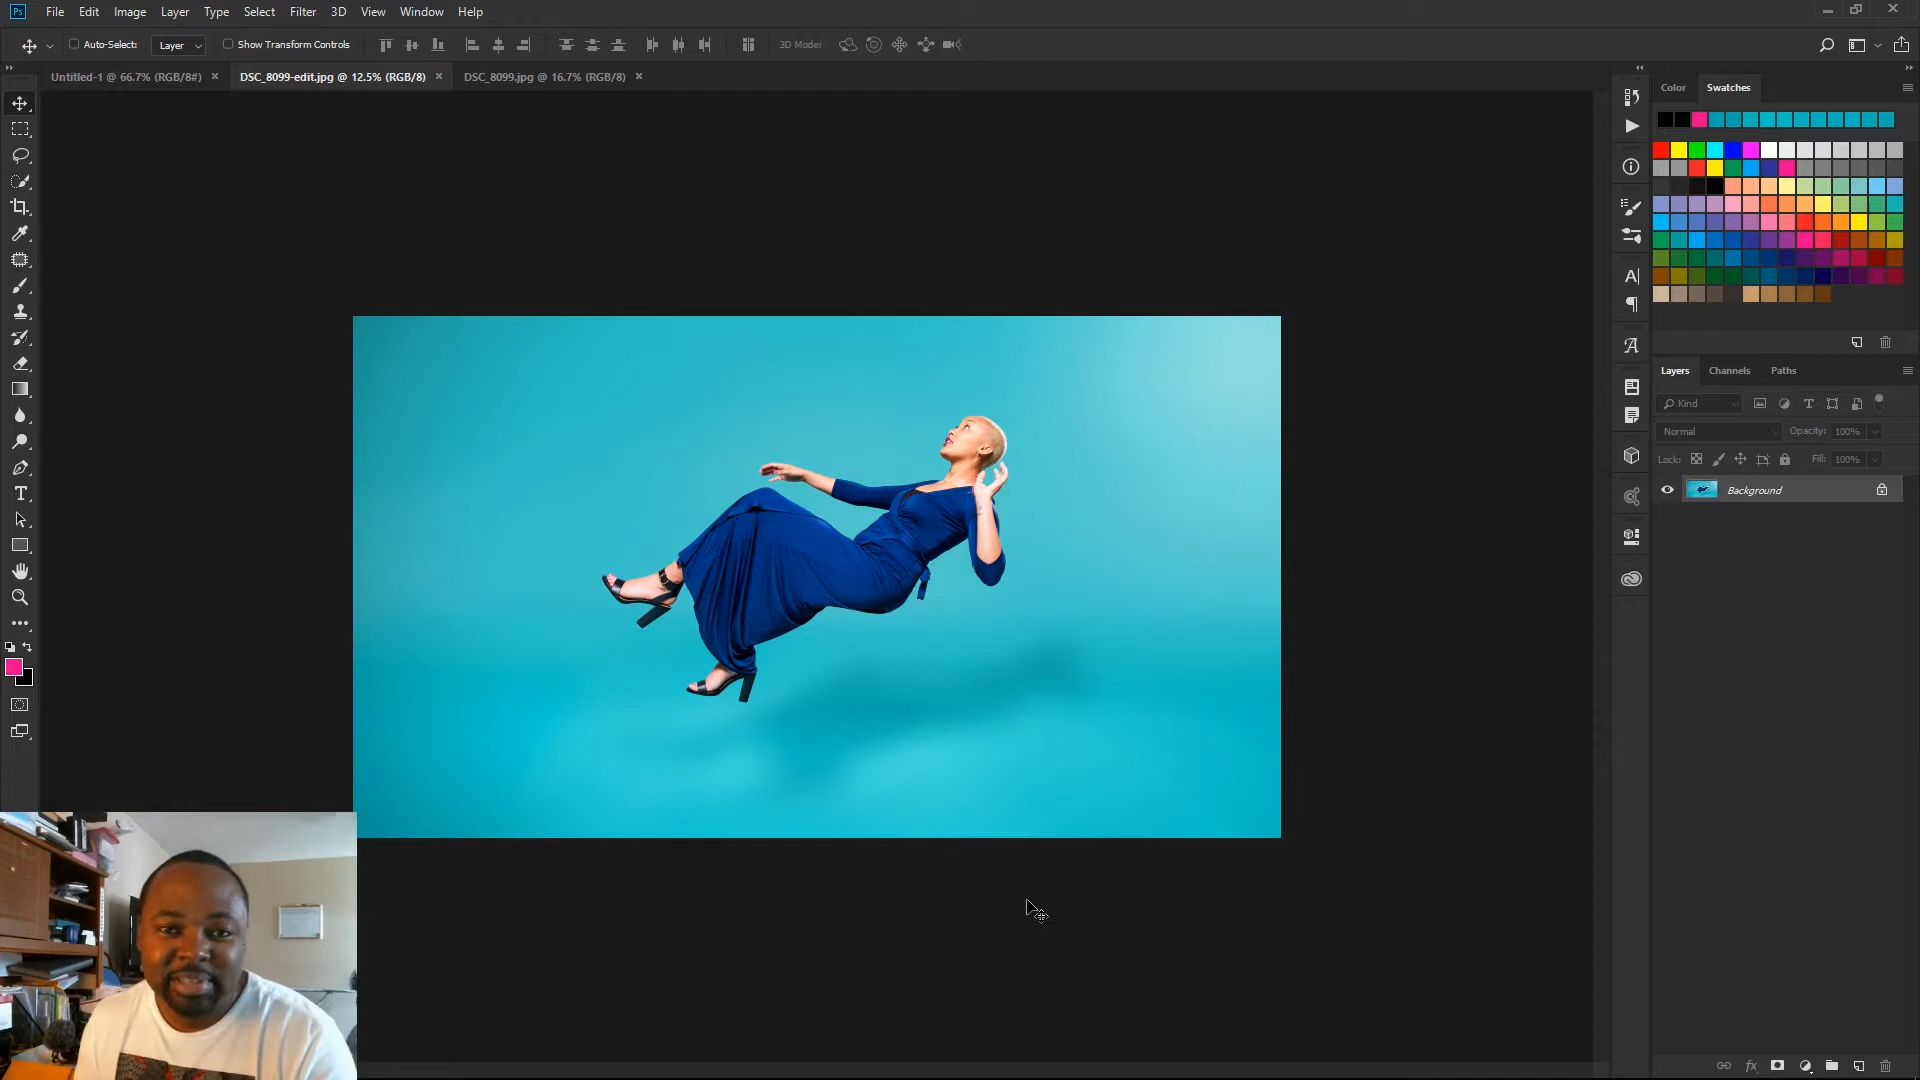 Ps File Edit Image Layer Type Select Filter 3D View Window Help
Auto-Select: Layer Show Transform Controls 3D Mode:
Untitled-1 @ 66.7% (RGB/8#) × DSC_8099-edit.jpg @ 12.5% (RGB/8) × DSC_8099.jpg @ 16.7% (RGB/8) ×
Color Swatches
Layers Channels Paths
Kind
Normal Opacity: 100%
Lock: Fill: 100%
Background
fx